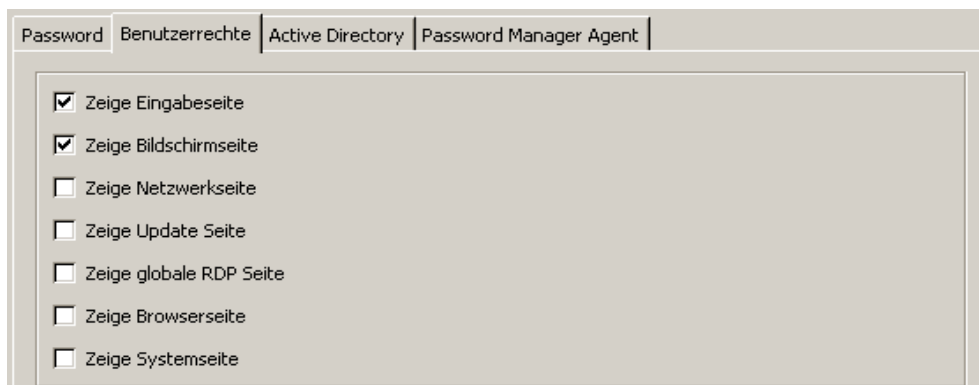 Password Benutzerrechte Active Directory Password Manager Agent
Zeige Eingabeseite
Zeige Bildschirmseite
Zeige Netzwerkseite
Zeige Update Seite
Zeige globale RDP Seite
Zeige Browserseite
Zeige Systemseite